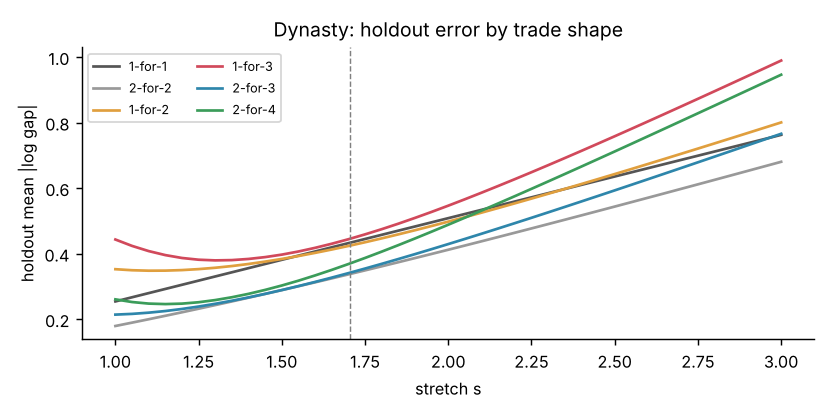 Dynasty: holdout error by trade shape
1-for-1
2-for-2
1-for-2
1-for-3
2-for-3
2-for-4
holdout mean |log gap|
1.0
0.8
0.6
0.4
0.2
1.00 1.25 1.50 1.75 2.00 2.25 2.50 2.75 3.00
stretch s